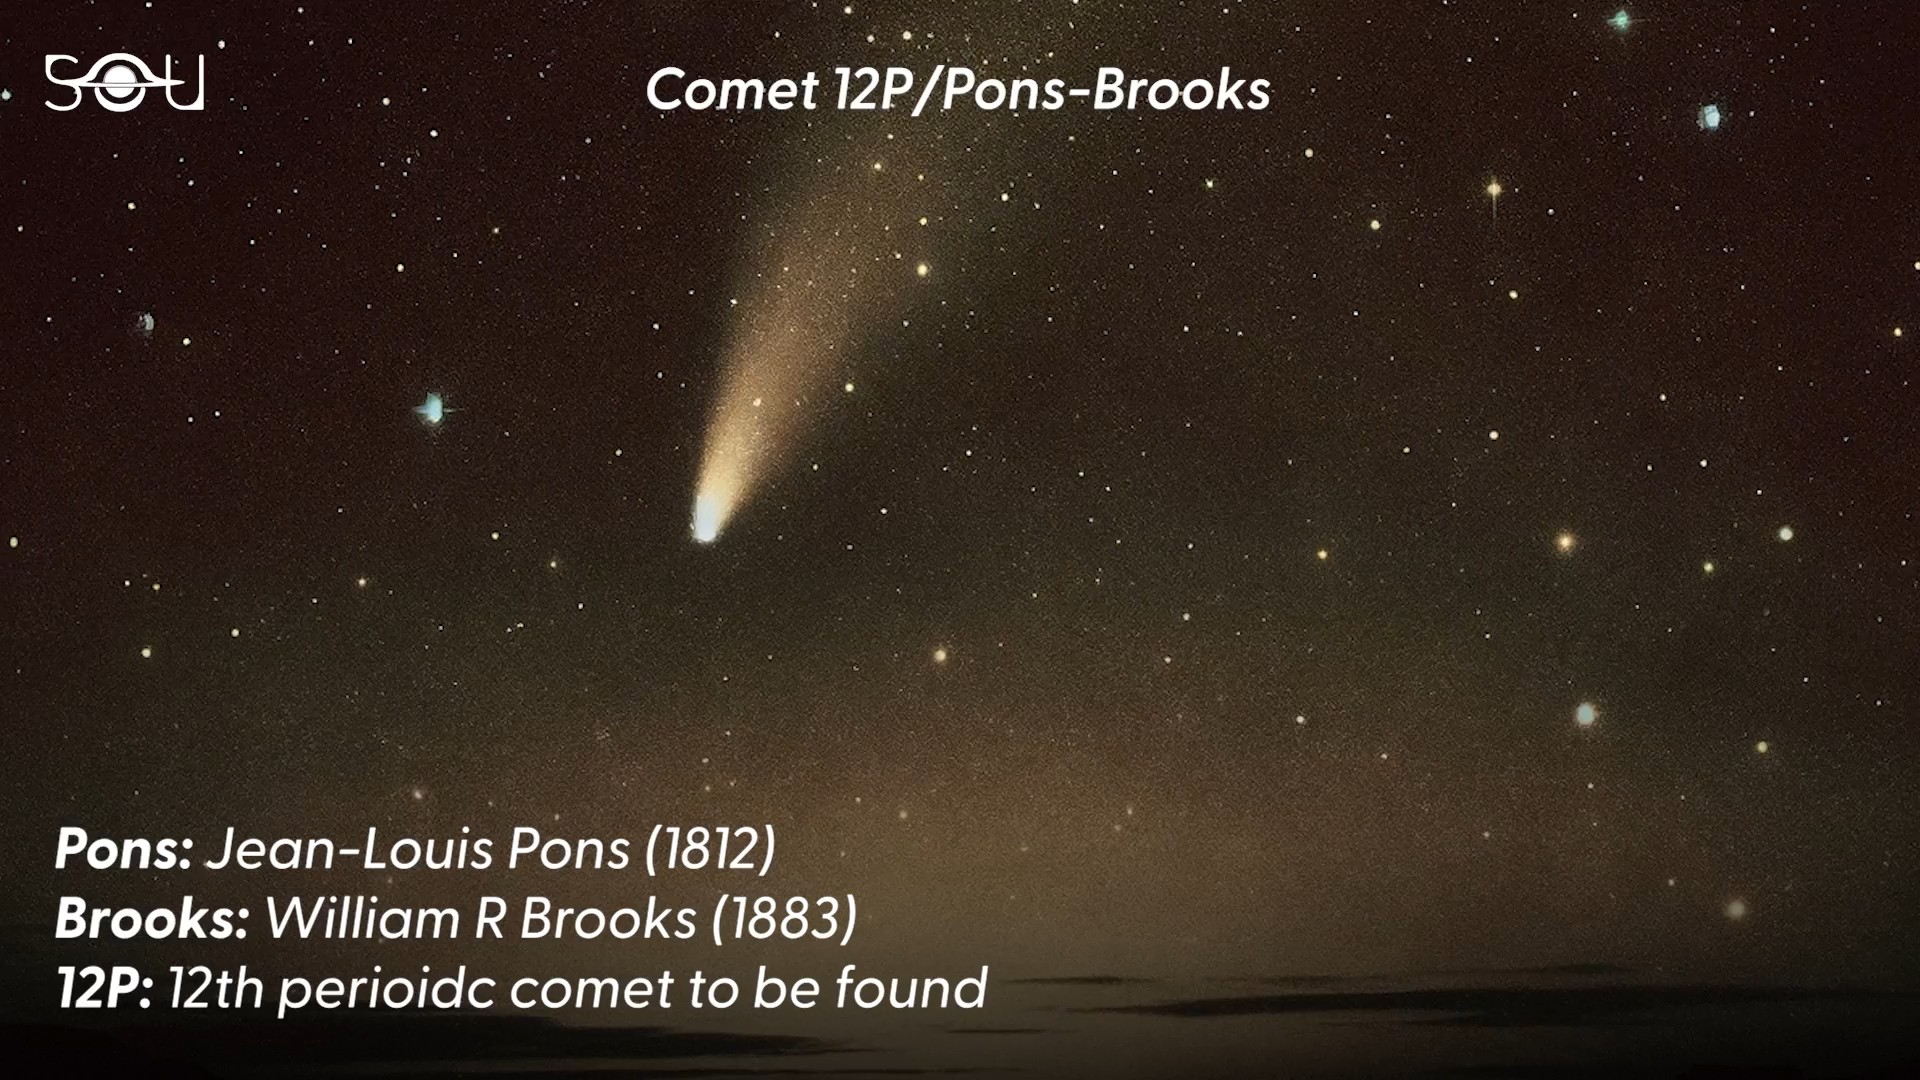 SOU
Comet 12P/Pons-Brooks
Pons: Jean-Louis Pons (1812)
Brooks: William R Brooks (1883)
12P: 12th perioidc comet to be found